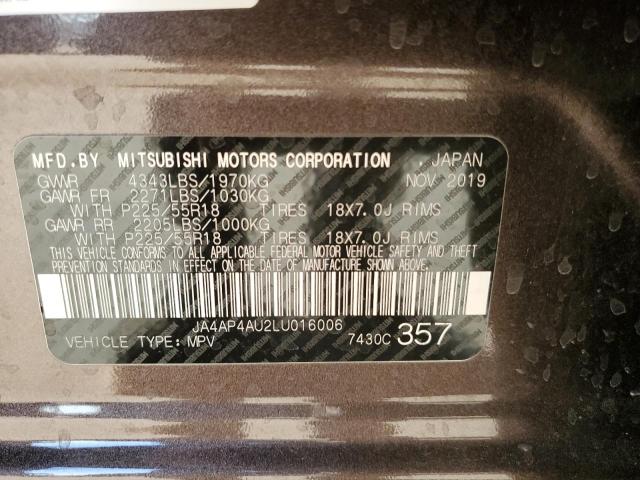 MFD.BY MITSUBISHI MOTORS CORPORATION , JAPAN
GVWR 4343LBS/1970KG NOV 2019
GAWR FR 2271LBS/1030KG
WITH P225/55R18 TIRES 18X7.0J RIMS
GAWR RR 2205LBS/1000KG
WITH P225/55R18 TIRES 18X7.0J RIMS
THIS VEHICLE CONFORMS TO ALL APPLICABLE FEDERAL MOTOR VEHICLE SAFETY AND THEFT
PREVENTION STANDARDS IN EFFECT ON THE DATE OF MANUFACTURE SHOWN ABOVE.
JA4AP4AU2LU016006
VEHICLE TYPE: MPV 7430C 357